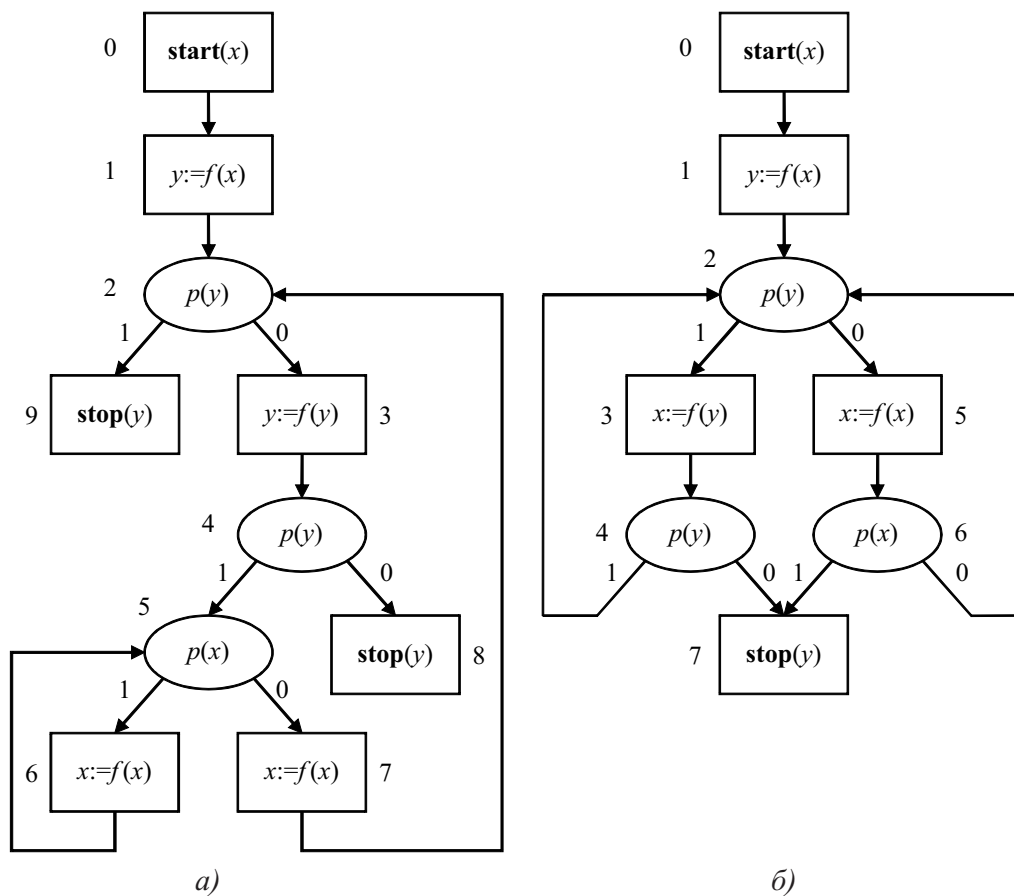 0 start(x)
1 y:=f(x)
2 p(y)
1 0
9 stop(y)
y:=f(y) 3
4 p(y)
1 0
5 p(x)
stop(y) 8
1 0
6 x:=f(x)
x:=f(x) 7
а)
0 start(x)
1 y:=f(x)
2 p(y)
1 0
3 x:=f(y)
x:=f(x) 5
4 p(y)
p(x) 6
1 0 1 0
7 stop(y)
б)